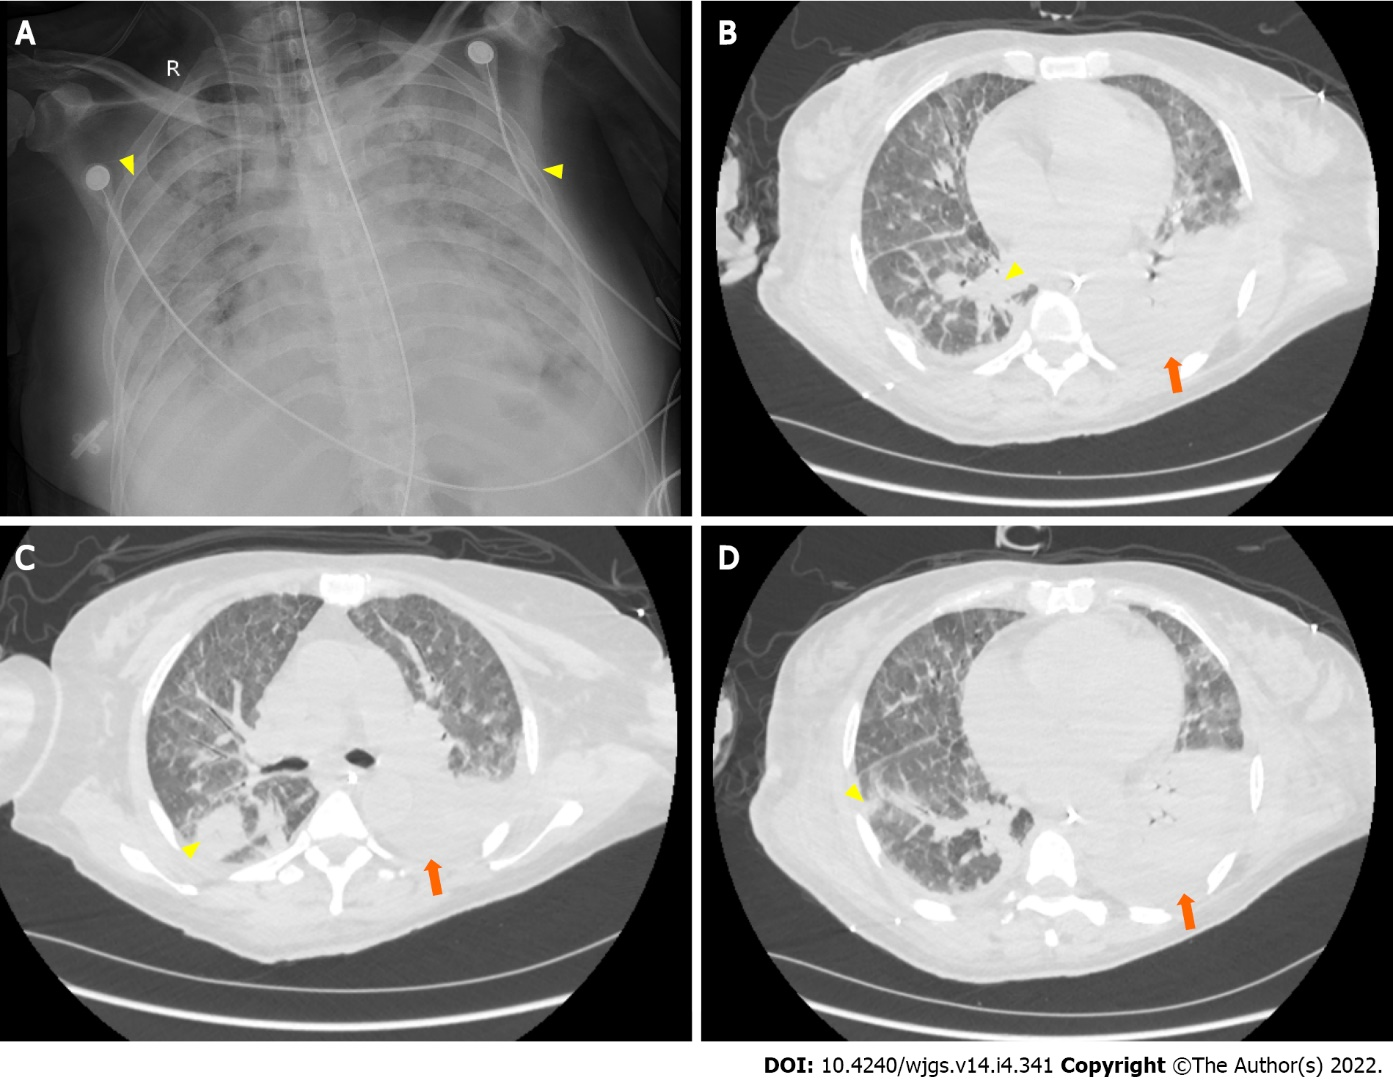 A
R
B
C
D
DOI: 10.4240/wjgs.v14.i4.341 Copyright ©The Author(s) 2022.